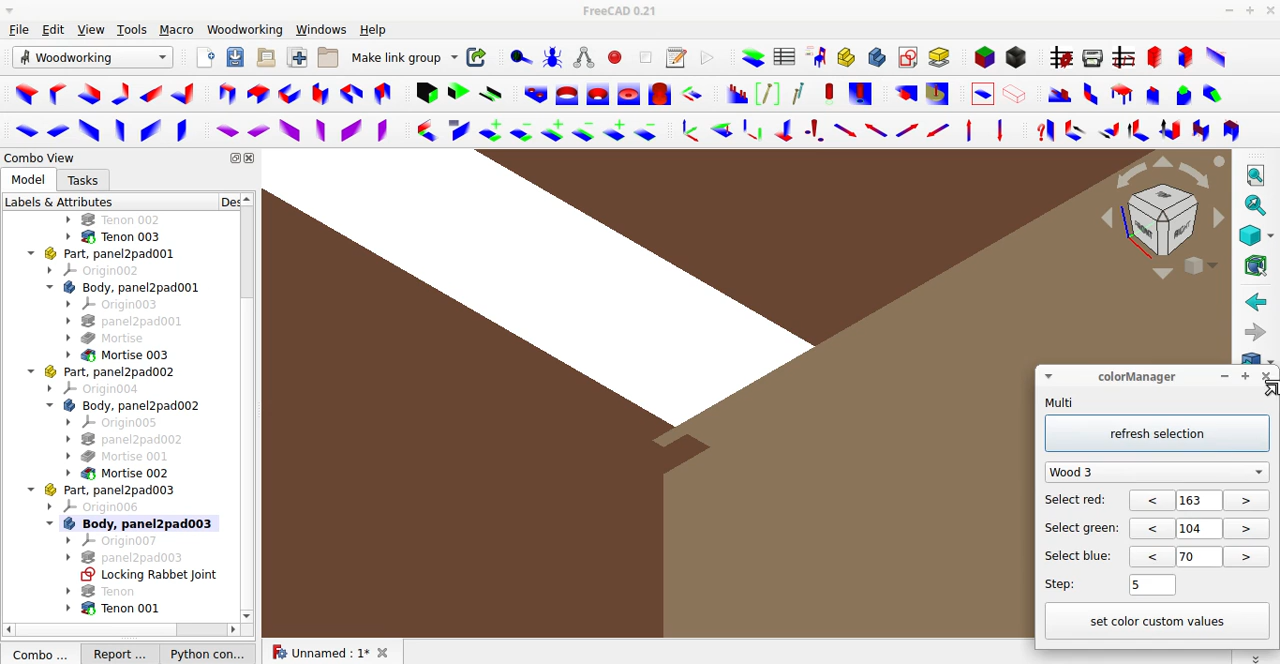 FreeCAD 0.21
File Edit View Tools Macro Woodworking Windows Help
Woodworking Make link group
Combo View
Model Tasks
Labels & Attributes Des
Tenon 002
Tenon 003
Part, panel2pad001
Origin002
Body, panel2pad001
Origin003
panel2pad001
Mortise
Mortise 003
Part, panel2pad002
Origin004
Body, panel2pad002
Origin005
panel2pad002
Mortise 001
Mortise 002
Part, panel2pad003
Origin006
Body, panel2pad003
Origin007
panel2pad003
Locking Rabbet Joint
Tenon
Tenon 001
Combo ... Report ... Python con...
Unnamed : 1*
FRONT RIGHT
colorManager
Multi
refresh selection
Wood 3
Select red: < 163 >
Select green: < 104 >
Select blue: < 70 >
Step: 5
set color custom values